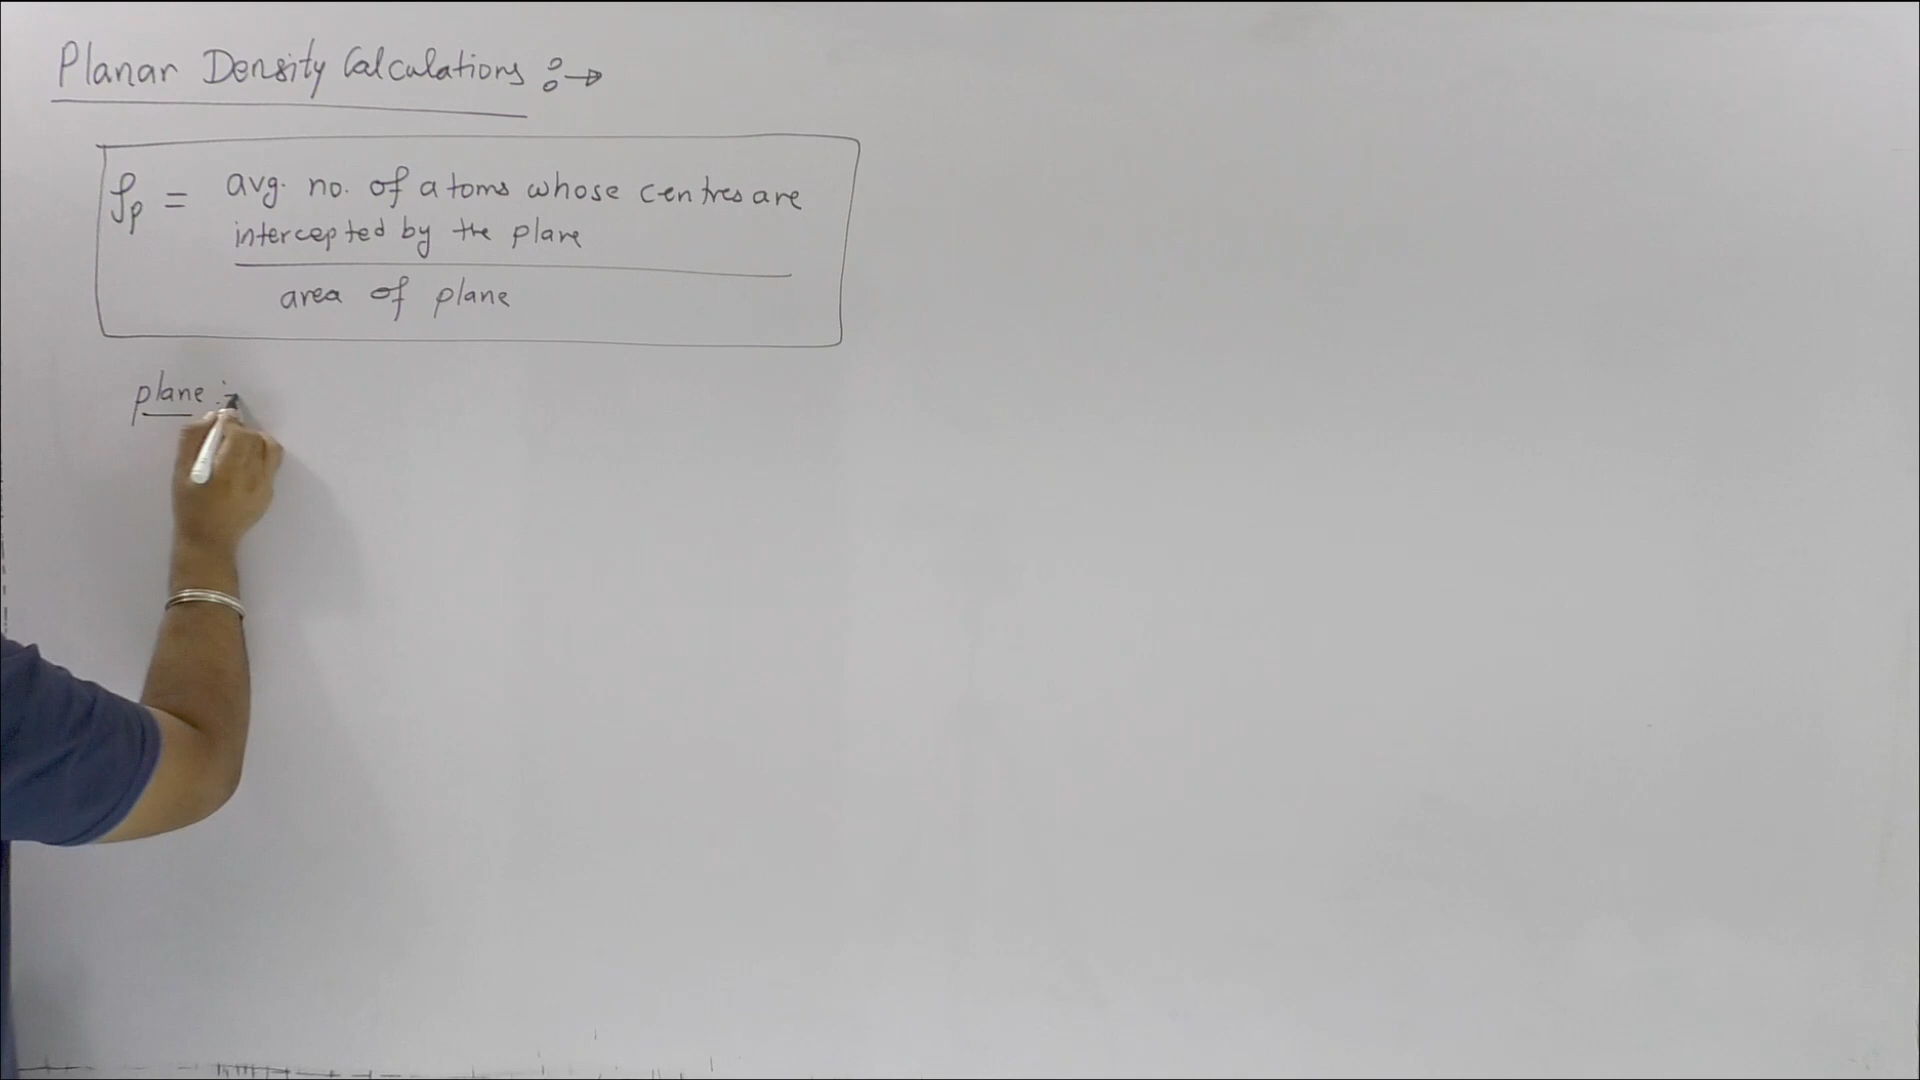 Planar Density Calculations :→
ρp = avg. no. of atoms whose centres are
intercepted by the plane
area of plane
plane :-